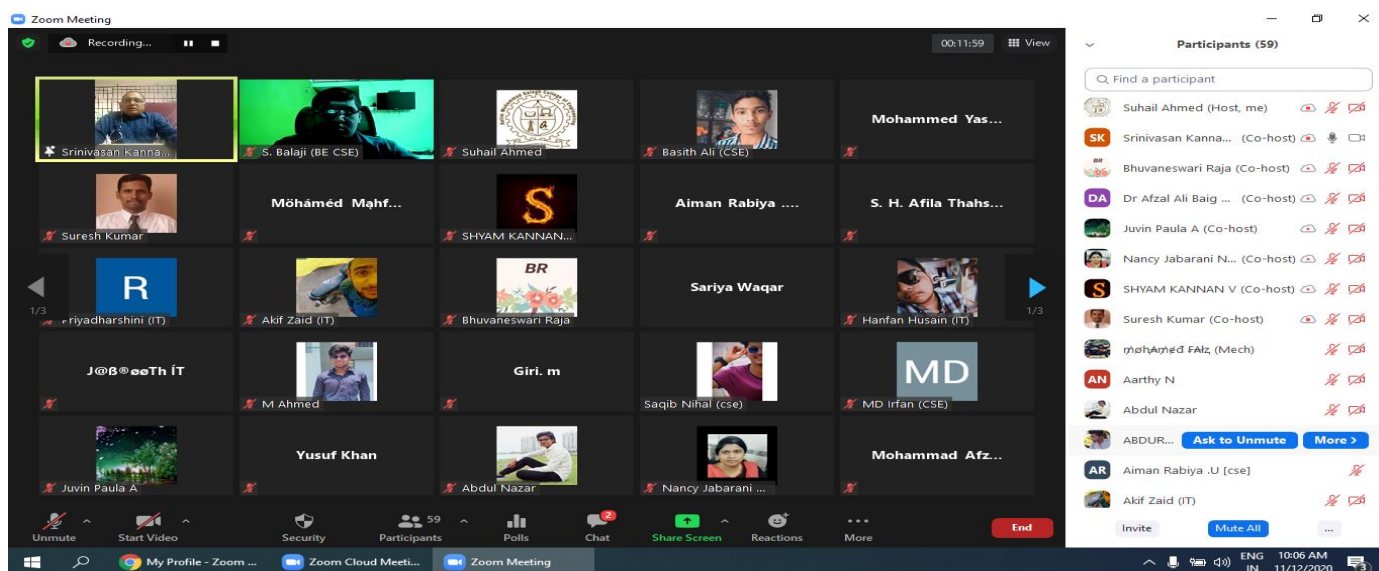 Zoom Meeting
Recording...
00:11:59 View
Srinivasan Kanna...
S. Balaji (BE CSE)
Suhail Ahmed
Basith Ali (CSE)
Mohammed Yas...
Suresh Kumar
Möháméd Mąhf...
S
SHYAM KANNAN...
Aiman Rabiya ....
S. H. Afila Thahs...
1/3
R
Priyadharshini (IT)
Akif Zaid (IT)
BR
Bhuvaneswari Raja
Sariya Waqar
Hanfan Husain (IT)
1/3
J@ß®øøTh ÍT
M Ahmed
Giri. m
Saqib Nihal (cse)
MD
MD Irfan (CSE)
Juvin Paula A
Yusuf Khan
Abdul Nazar
Nancy Jabarani ...
Mohammad Afz...
Unmute
Start Video
Security
59
Participants
Polls
2
Chat
Share Screen
Reactions
More
End
Participants (59)
Find a participant
Suhail Ahmed (Host, me)
SK Srinivasan Kanna... (Co-host)
BR Bhuvaneswari Raja (Co-host)
DA Dr Afzal Ali Baig ... (Co-host)
Juvin Paula A (Co-host)
Nancy Jabarani N... (Co-host)
S SHYAM KANNAN V (Co-host)
Suresh Kumar (Co-host)
(Mech)
AN Aarthy N
Abdul Nazar
ABDUR... Ask to Unmute More >
AR Aiman Rabiya .U [cse]
Akif Zaid (IT)
Invite Mute All ...
My Profile - Zoom ...
Zoom Cloud Meeti...
Zoom Meeting
ENG 10:06 AM
IN 11/12/2020
3